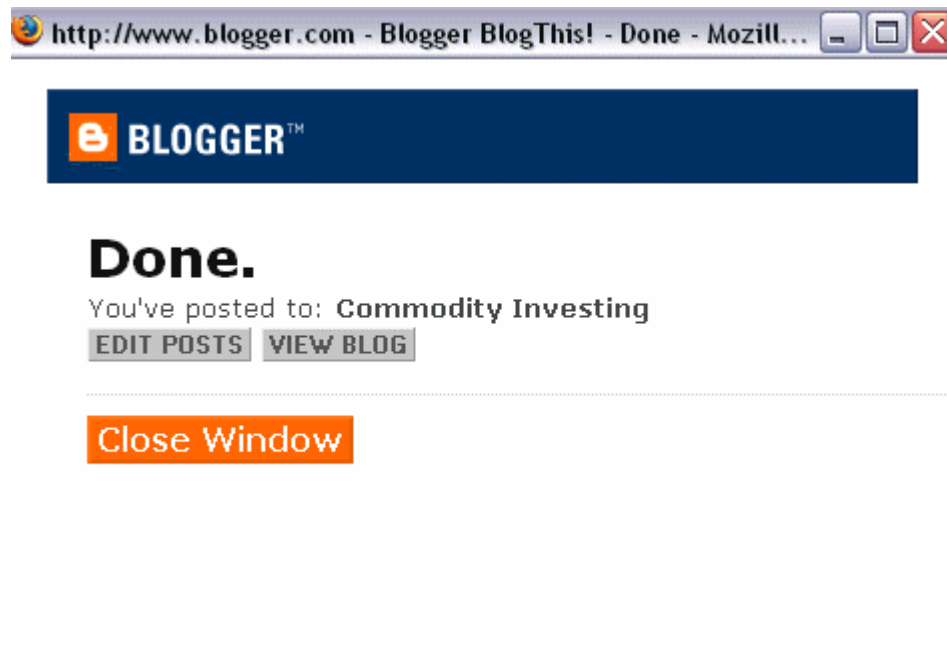 http://www.blogger.com - Blogger BlogThis! - Done - Mozill...
BLOGGER™
Done.
You've posted to: Commodity Investing
EDIT POSTS VIEW BLOG
Close Window